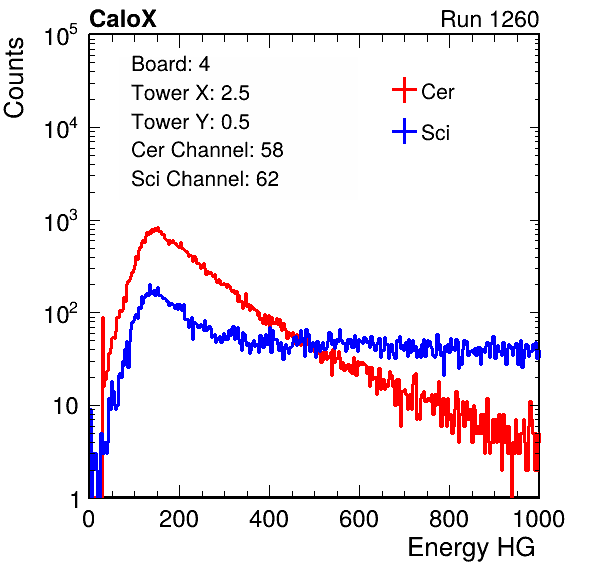 CaloX Run 1260
Counts
10^5
10^4
10^3
10^2
10
1
Board: 4
Tower X: 2.5
Tower Y: 0.5
Cer Channel: 58
Sci Channel: 62
Cer
Sci
0 200 400 600 800 1000
Energy HG